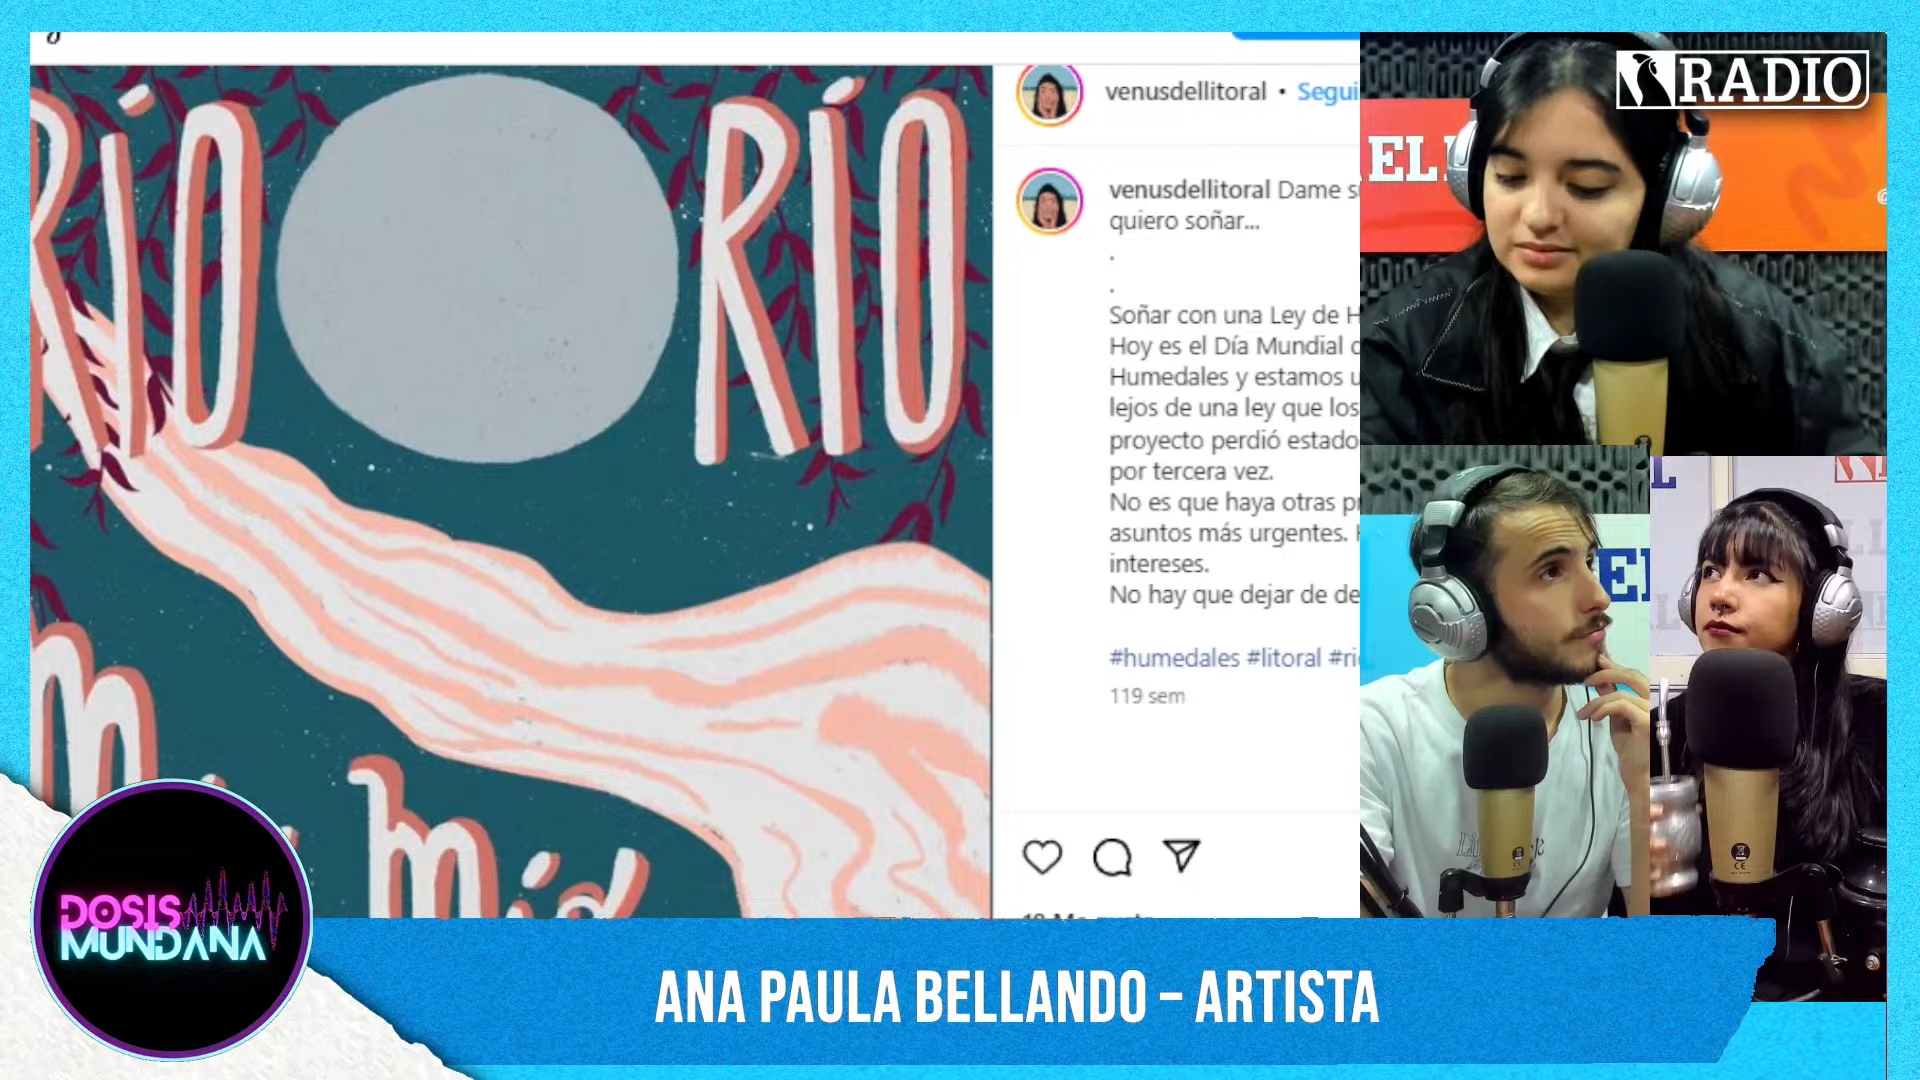 RÍO RÍO
venusdellitoral • Segui
venusdellitoral Dame s
quiero soñar...
.
.
Soñar con una Ley de H
Hoy es el Día Mundial
Humedales y estamos
lejos de una ley que los
proyecto perdió estado
por tercera vez.
No es que haya otras
asuntos más urgentes.
intereses.
No hay que dejar de de
#humedales #litoral
119 sem
RADIO
DOSIS
MUNDANA
ANA PAULA BELLANDO – ARTISTA